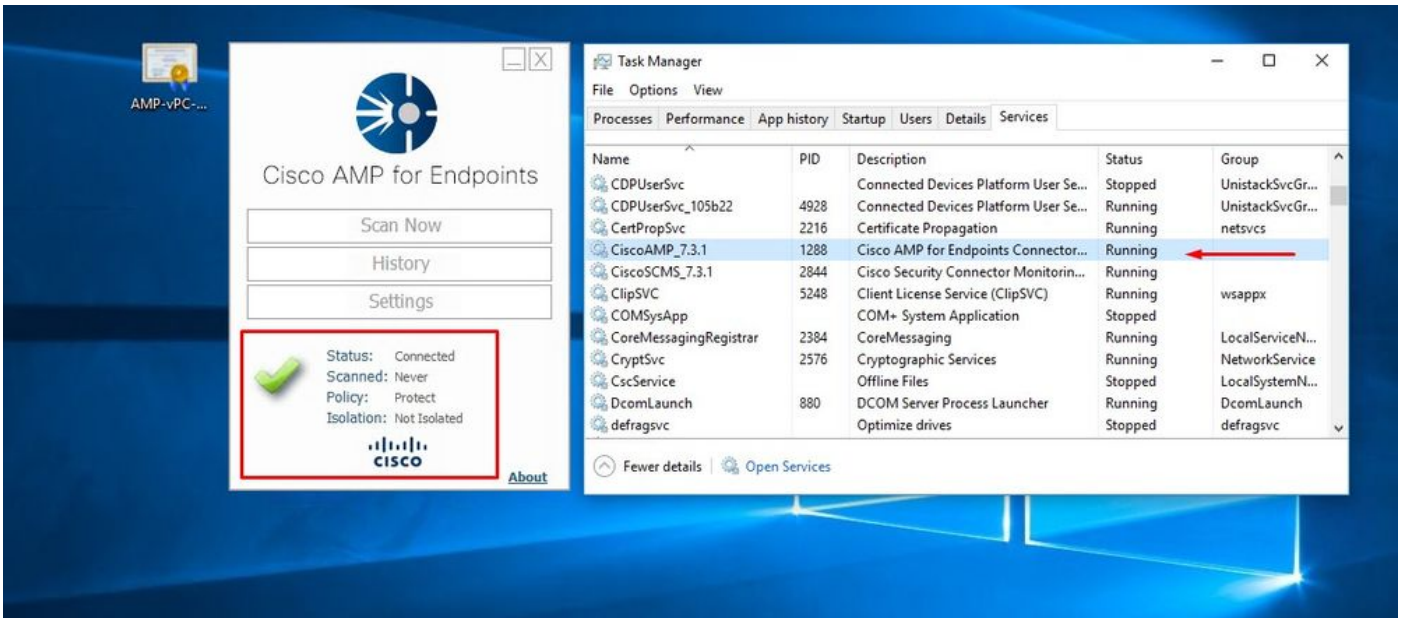 AMP-vPC-...
X
Cisco AMP for Endpoints
Scan Now
History
Settings
Status: Connected
Scanned: Never
Policy: Protect
Isolation: Not Isolated
CISCO
About
Task Manager
File Options View
Processes Performance App history Startup Users Details Services
Name PID Description Status Group
CDPUserSvc Connected Devices Platform User Se... Stopped UnistackSvcGr...
CDPUserSvc_105b22 4928 Connected Devices Platform User Se... Running UnistackSvcGr...
CertPropSvc 2216 Certificate Propagation Running netsvcs
CiscoAMP_7.3.1 1288 Cisco AMP for Endpoints Connector... Running
CiscoSCMS_7.3.1 2844 Cisco Security Connector Monitorin... Running
ClipSVC 5248 Client License Service (ClipSVC) Running wsappx
COMSysApp COM+ System Application Stopped
CoreMessagingRegistrar 2384 CoreMessaging Running LocalServiceN...
CryptSvc 2576 Cryptographic Services Running NetworkService
CscService Offline Files Stopped LocalSystemN...
DcomLaunch 880 DCOM Server Process Launcher Running DcomLaunch
defragsvc Optimize drives Stopped defragsvc
Fewer details Open Services